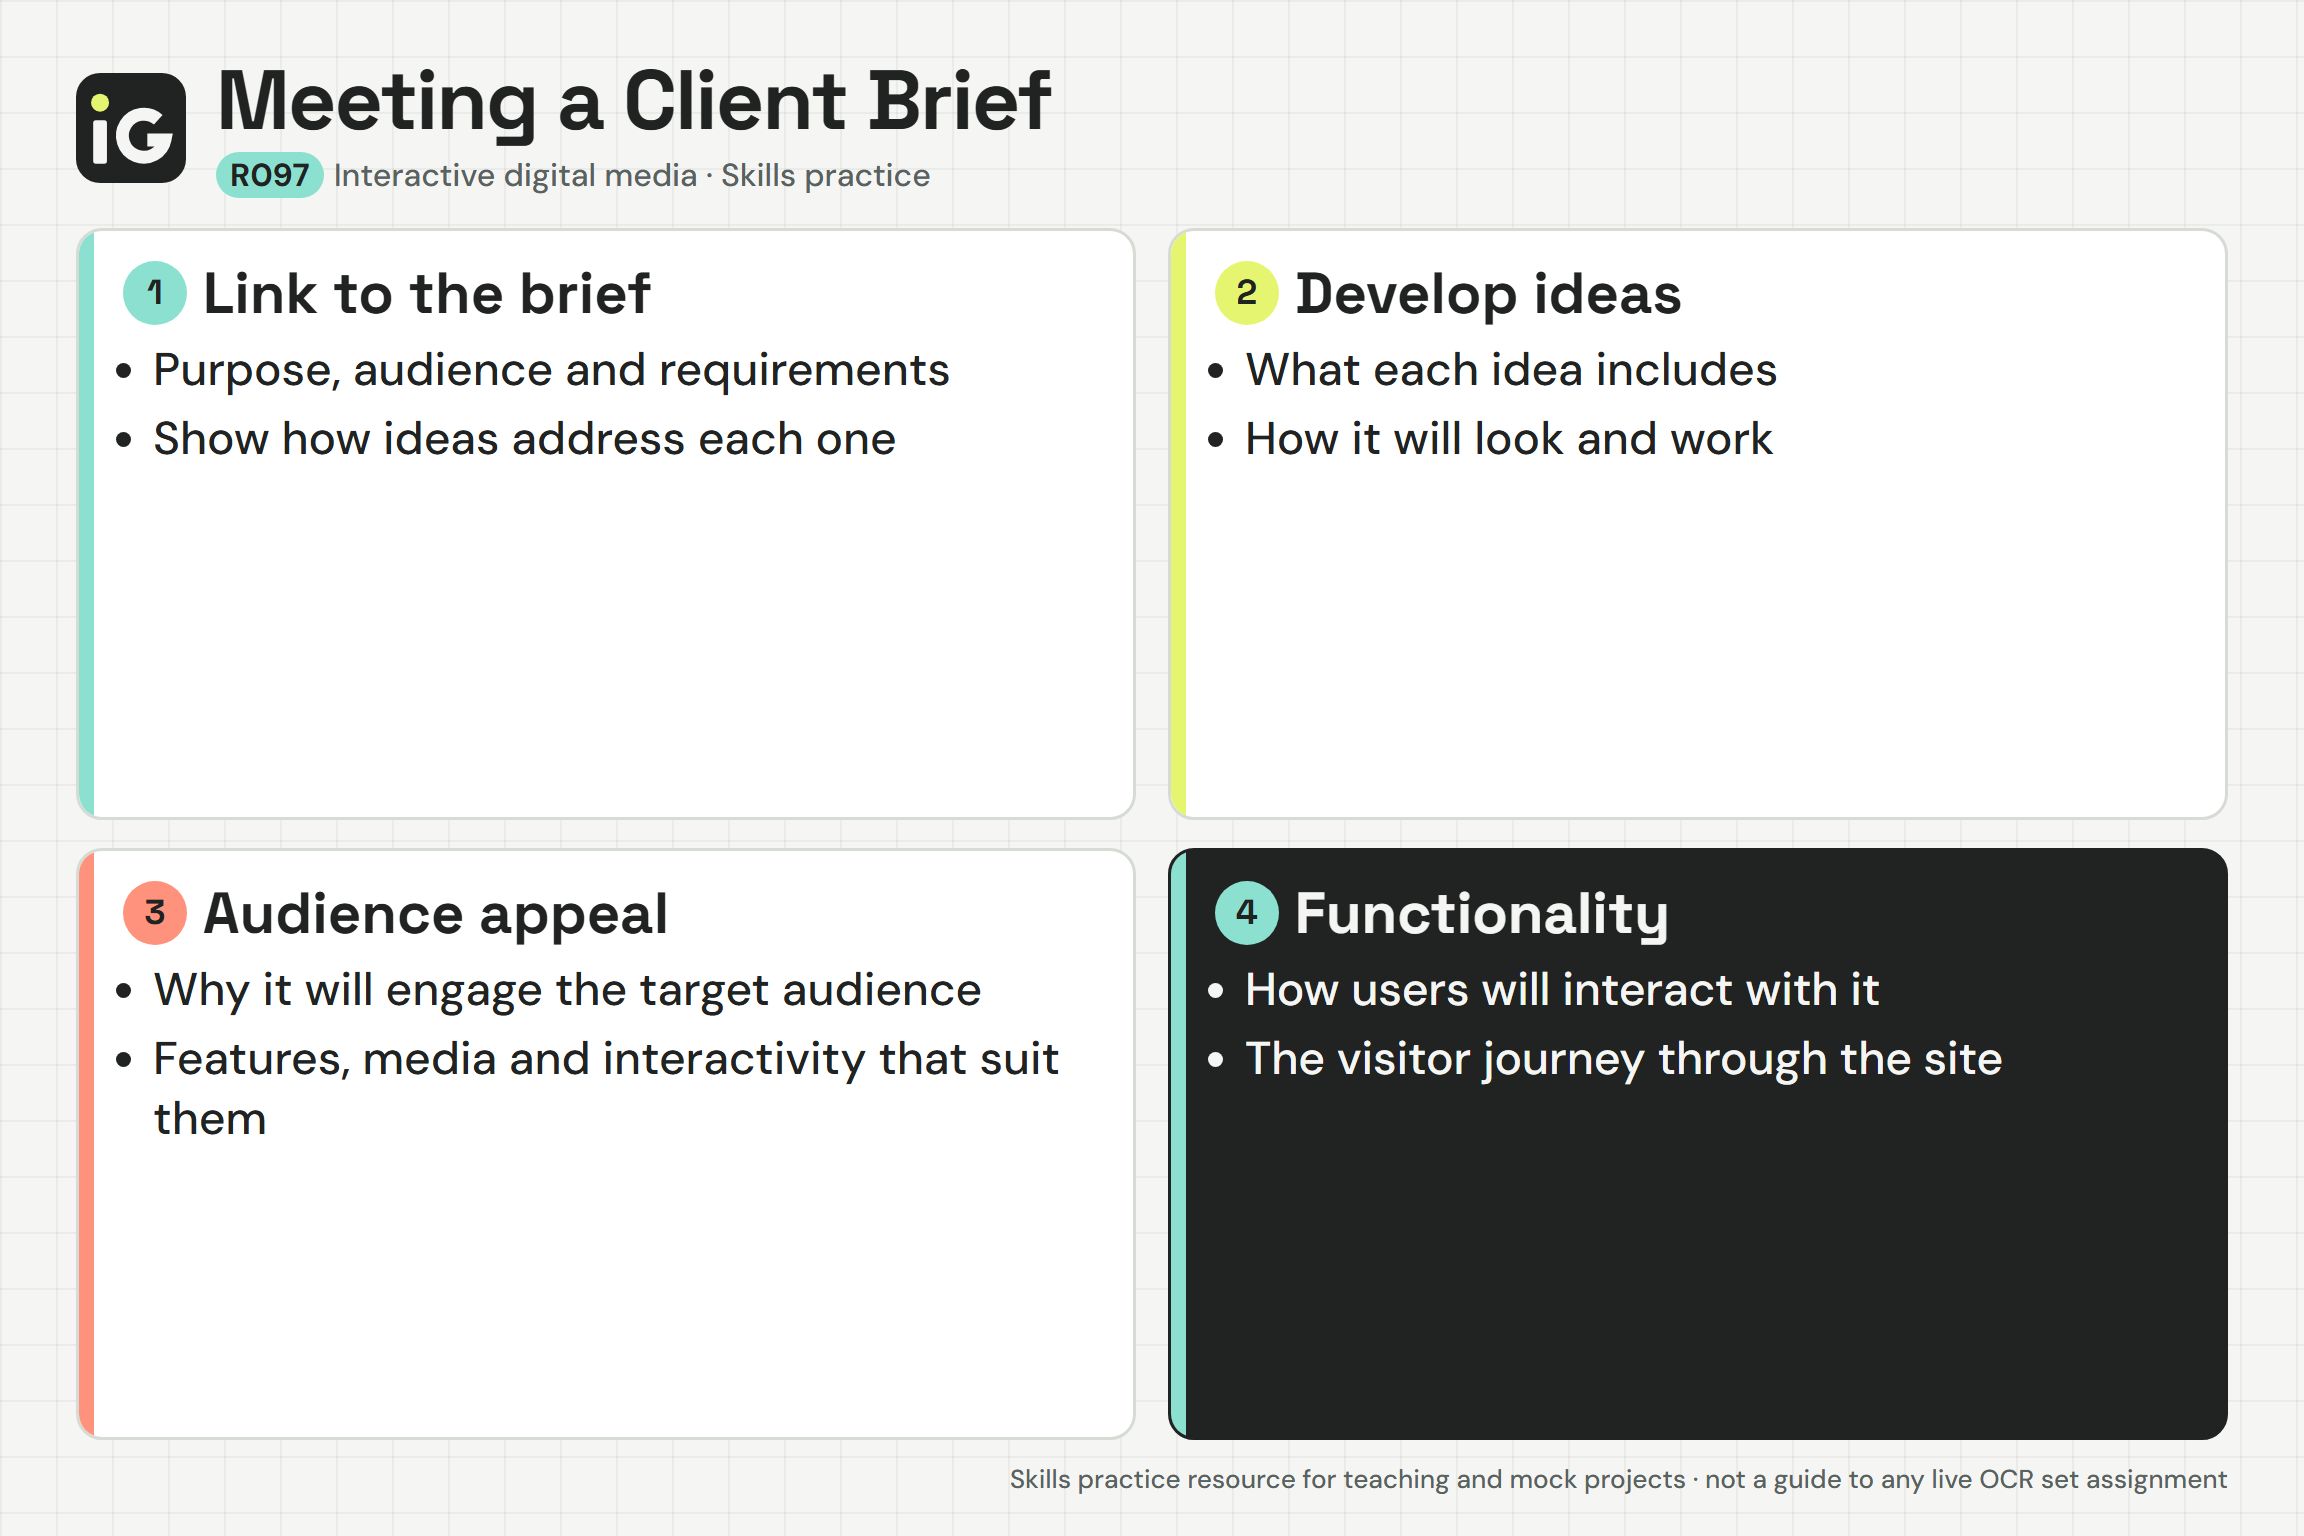 iG
Meeting a Client Brief
R097 Interactive digital media · Skills practice
1 Link to the brief
• Purpose, audience and requirements
• Show how ideas address each one
2 Develop ideas
• What each idea includes
• How it will look and work
3 Audience appeal
• Why it will engage the target audience
• Features, media and interactivity that suit
them
4 Functionality
• How users will interact with it
• The visitor journey through the site
Skills practice resource for teaching and mock projects · not a guide to any live OCR set assignment